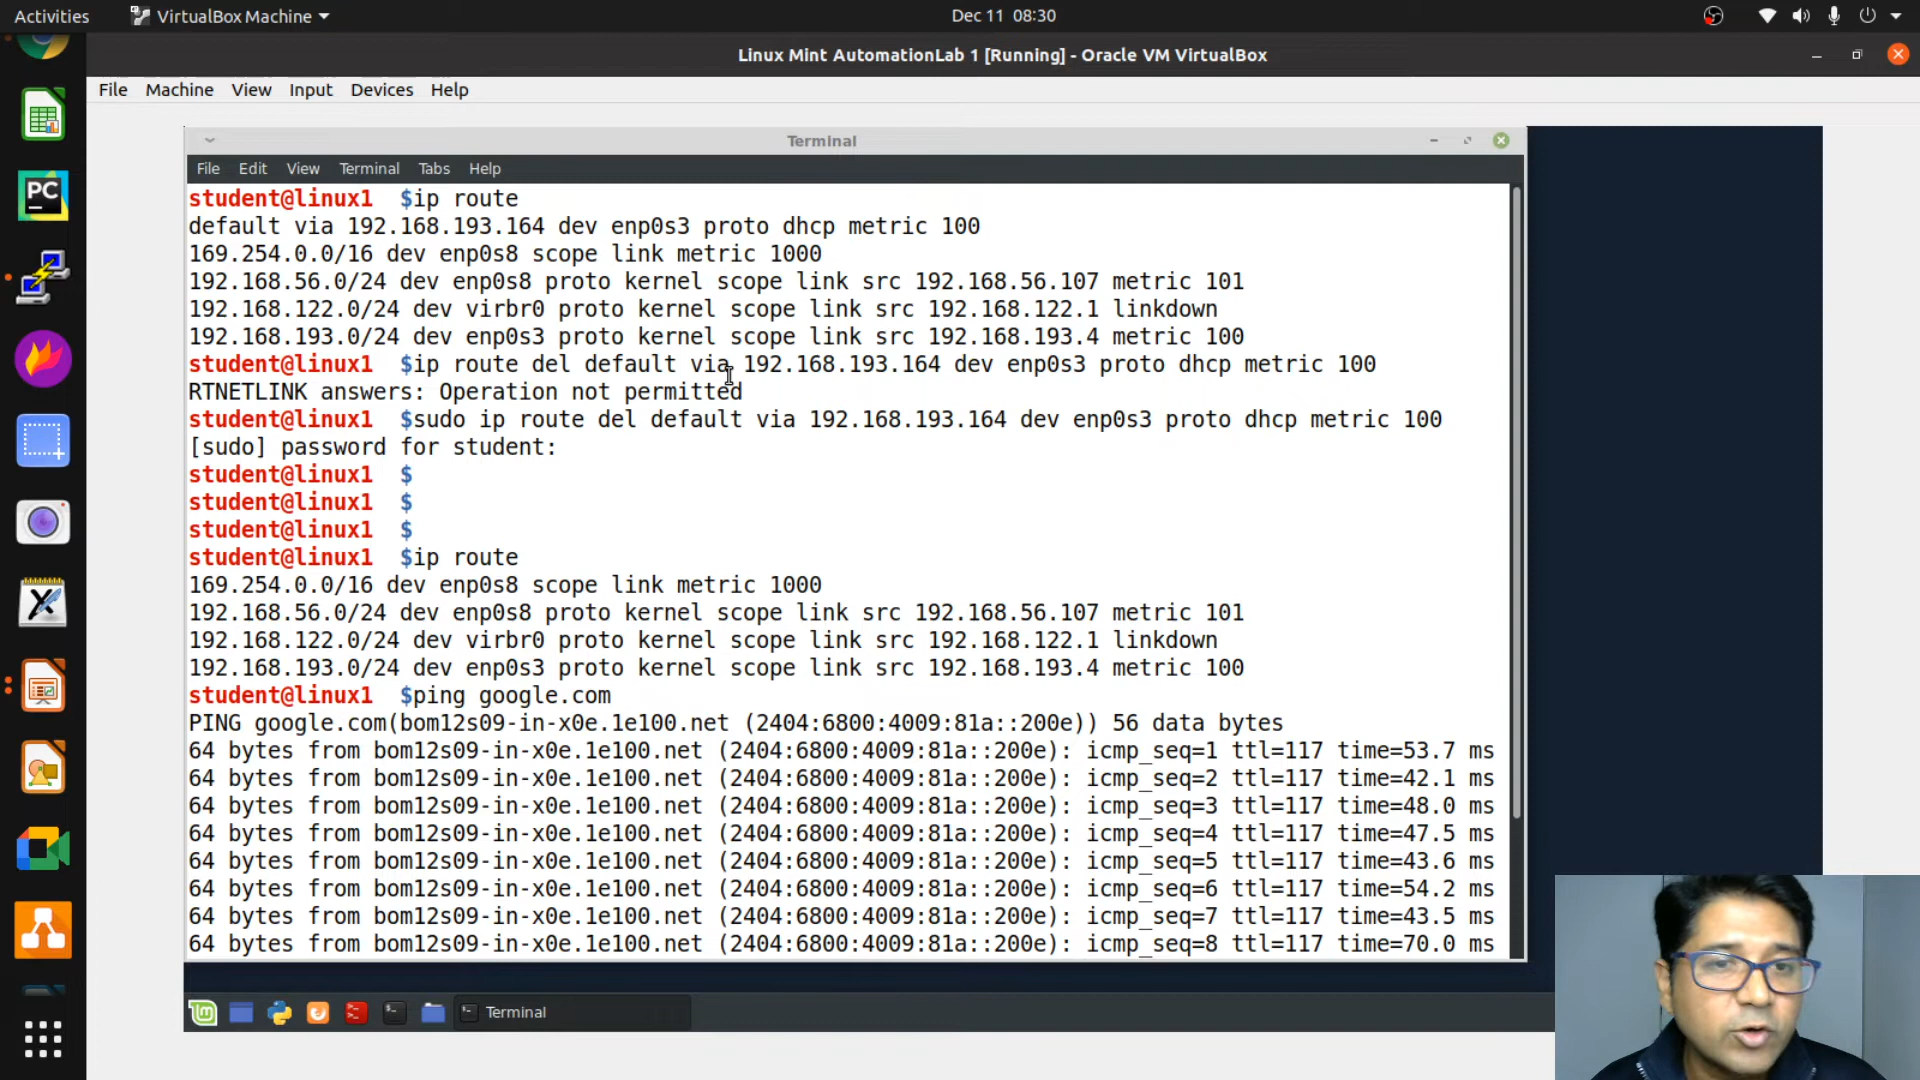 Activities VirtualBox Machine Dec 11 08:30
Linux Mint AutomationLab 1 [Running] - Oracle VM VirtualBox
File Machine View Input Devices Help
Terminal
File Edit View Terminal Tabs Help
student@linux1 $ip route
default via 192.168.193.164 dev enp0s3 proto dhcp metric 100
169.254.0.0/16 dev enp0s8 scope link metric 1000
192.168.56.0/24 dev enp0s8 proto kernel scope link src 192.168.56.107 metric 101
192.168.122.0/24 dev virbr0 proto kernel scope link src 192.168.122.1 linkdown
192.168.193.0/24 dev enp0s3 proto kernel scope link src 192.168.193.4 metric 100
student@linux1 $ip route del default via 192.168.193.164 dev enp0s3 proto dhcp metric 100
RTNETLINK answers: Operation not permitted
student@linux1 $sudo ip route del default via 192.168.193.164 dev enp0s3 proto dhcp metric 100
[sudo] password for student:
student@linux1 $
student@linux1 $
student@linux1 $
student@linux1 $ip route
169.254.0.0/16 dev enp0s8 scope link metric 1000
192.168.56.0/24 dev enp0s8 proto kernel scope link src 192.168.56.107 metric 101
192.168.122.0/24 dev virbr0 proto kernel scope link src 192.168.122.1 linkdown
192.168.193.0/24 dev enp0s3 proto kernel scope link src 192.168.193.4 metric 100
student@linux1 $ping google.com
PING google.com(bom12s09-in-x0e.1e100.net (2404:6800:4009:81a::200e)) 56 data bytes
64 bytes from bom12s09-in-x0e.1e100.net (2404:6800:4009:81a::200e): icmp_seq=1 ttl=117 time=53.7 ms
64 bytes from bom12s09-in-x0e.1e100.net (2404:6800:4009:81a::200e): icmp_seq=2 ttl=117 time=42.1 ms
64 bytes from bom12s09-in-x0e.1e100.net (2404:6800:4009:81a::200e): icmp_seq=3 ttl=117 time=48.0 ms
64 bytes from bom12s09-in-x0e.1e100.net (2404:6800:4009:81a::200e): icmp_seq=4 ttl=117 time=47.5 ms
64 bytes from bom12s09-in-x0e.1e100.net (2404:6800:4009:81a::200e): icmp_seq=5 ttl=117 time=43.6 ms
64 bytes from bom12s09-in-x0e.1e100.net (2404:6800:4009:81a::200e): icmp_seq=6 ttl=117 time=54.2 ms
64 bytes from bom12s09-in-x0e.1e100.net (2404:6800:4009:81a::200e): icmp_seq=7 ttl=117 time=43.5 ms
64 bytes from bom12s09-in-x0e.1e100.net (2404:6800:4009:81a::200e): icmp_seq=8 ttl=117 time=70.0 ms
Terminal
PC